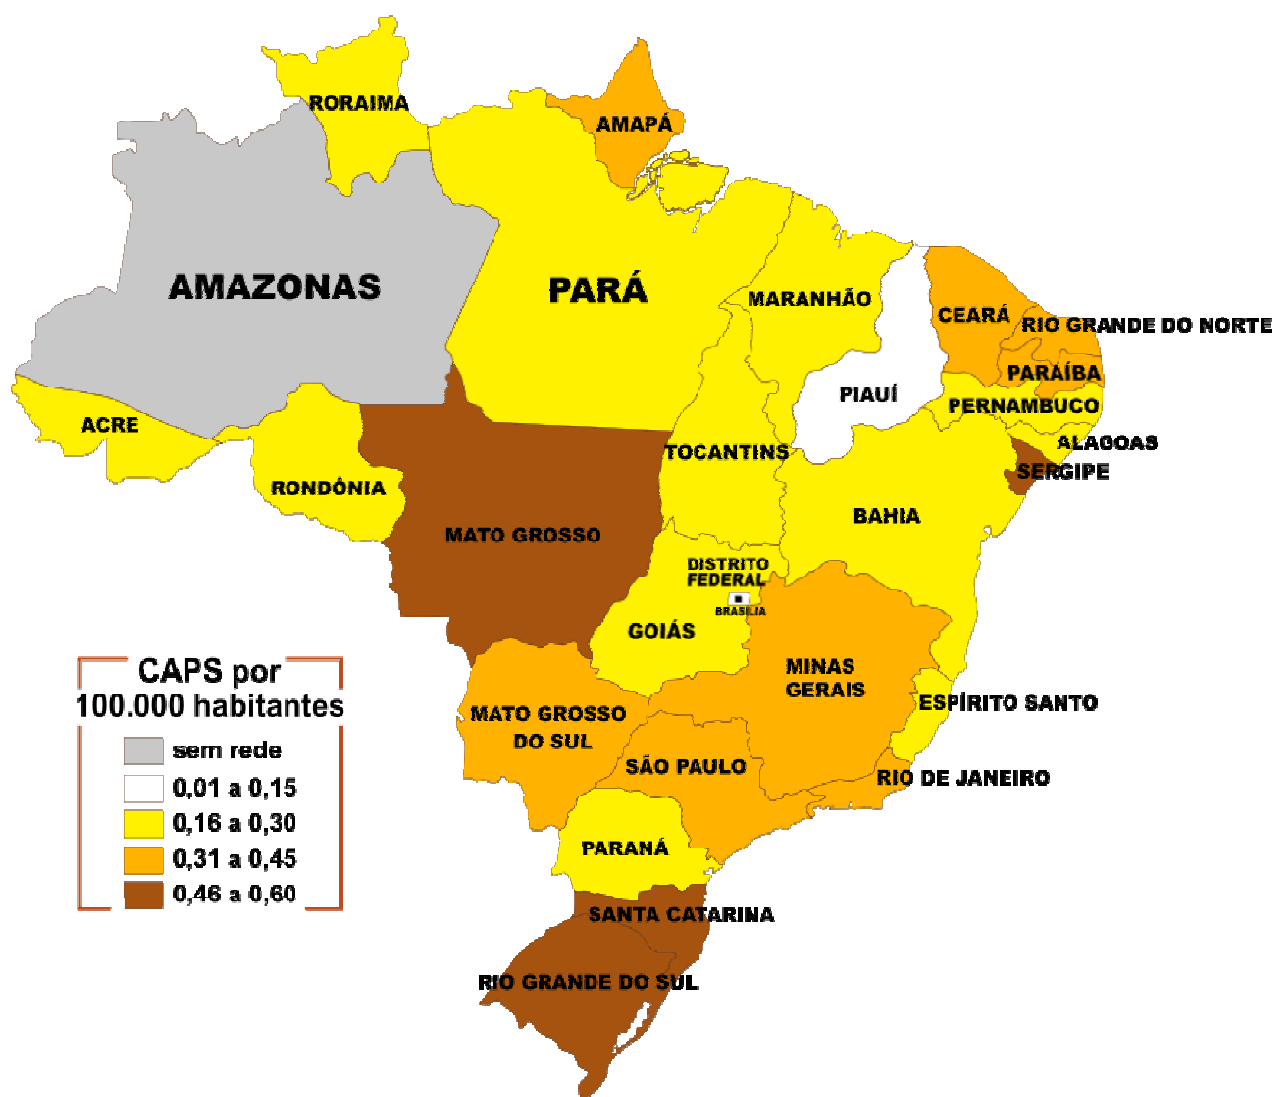 RORAIMA
AMAPÁ
AMAZONAS
PARÁ
MARANHÃO
CEARÁ
RIO GRANDE DO NORTE
PARAÍBA
PIAUÍ
PERNAMBUCO
ACRE
ALAGOAS
TOCANTINS
SERGIPE
RONDÔNIA
BAHIA
MATO GROSSO
DISTRITO
FEDERAL
BRASILIA
GOIÁS
MINAS
GERAIS
ESPÍRITO SANTO
MATO GROSSO
DO SUL
SÃO PAULO
RIO DE JANEIRO
PARANÁ
SANTA CATARINA
RIO GRANDE DO SUL
CAPS por
100.000 habitantes
sem rede
0,01 a 0,15
0,16 a 0,30
0,31 a 0,45
0,46 a 0,60